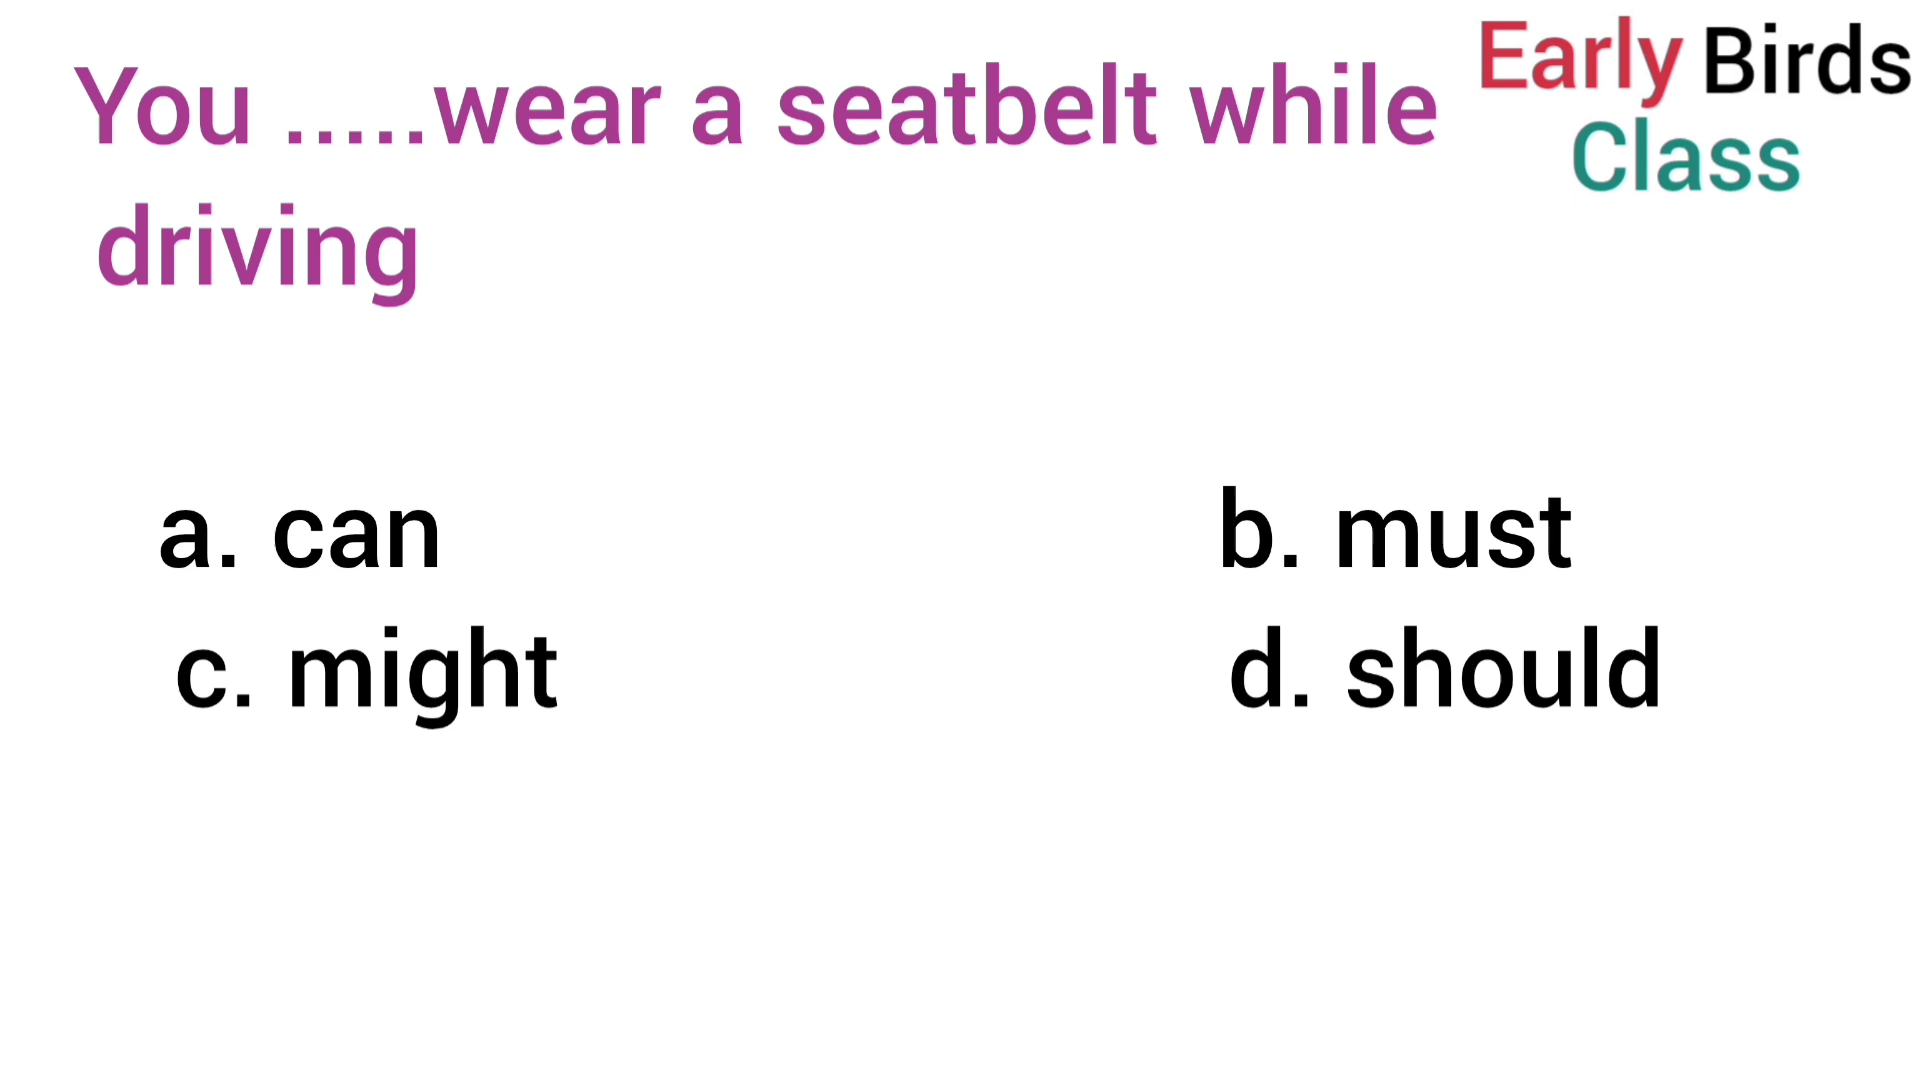 You .....wear a seatbelt while
driving
Early Birds
Class
a. can
b. must
c. might
d. should